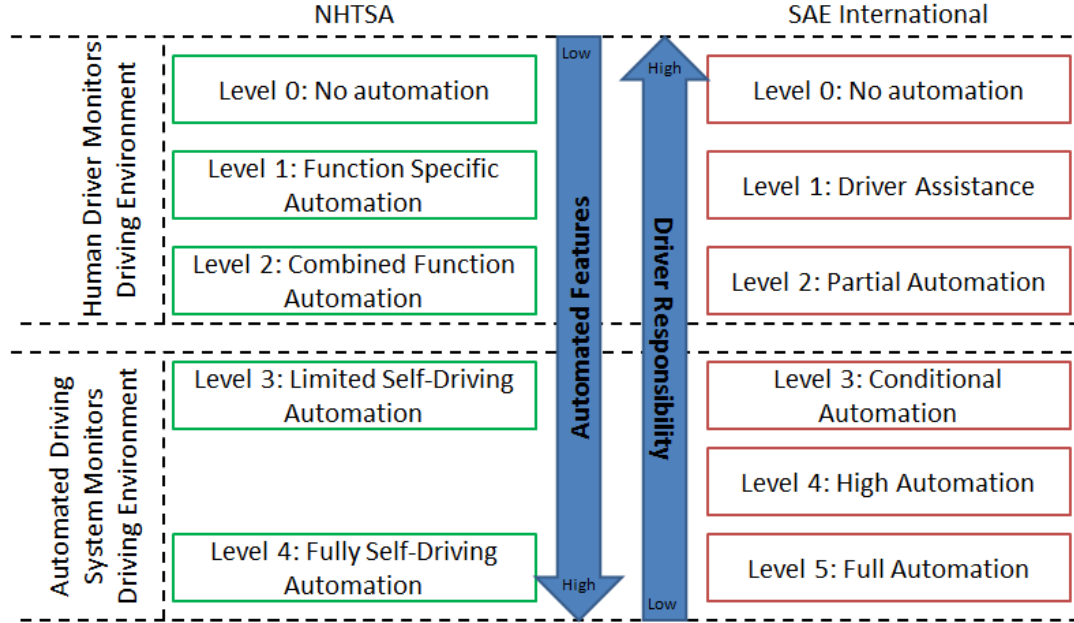 NHTSA
SAE International
Human Driver Monitors
Driving Environment
Level 0: No automation
Level 1: Function Specific
Automation
Level 2: Combined Function
Automation
Low
Automated Features
High
High
Driver Responsibility
Low
Level 0: No automation
Level 1: Driver Assistance
Level 2: Partial Automation
Automated Driving
System Monitors
Driving Environment
Level 3: Limited Self-Driving
Automation
Level 4: Fully Self-Driving
Automation
Level 3: Conditional
Automation
Level 4: High Automation
Level 5: Full Automation